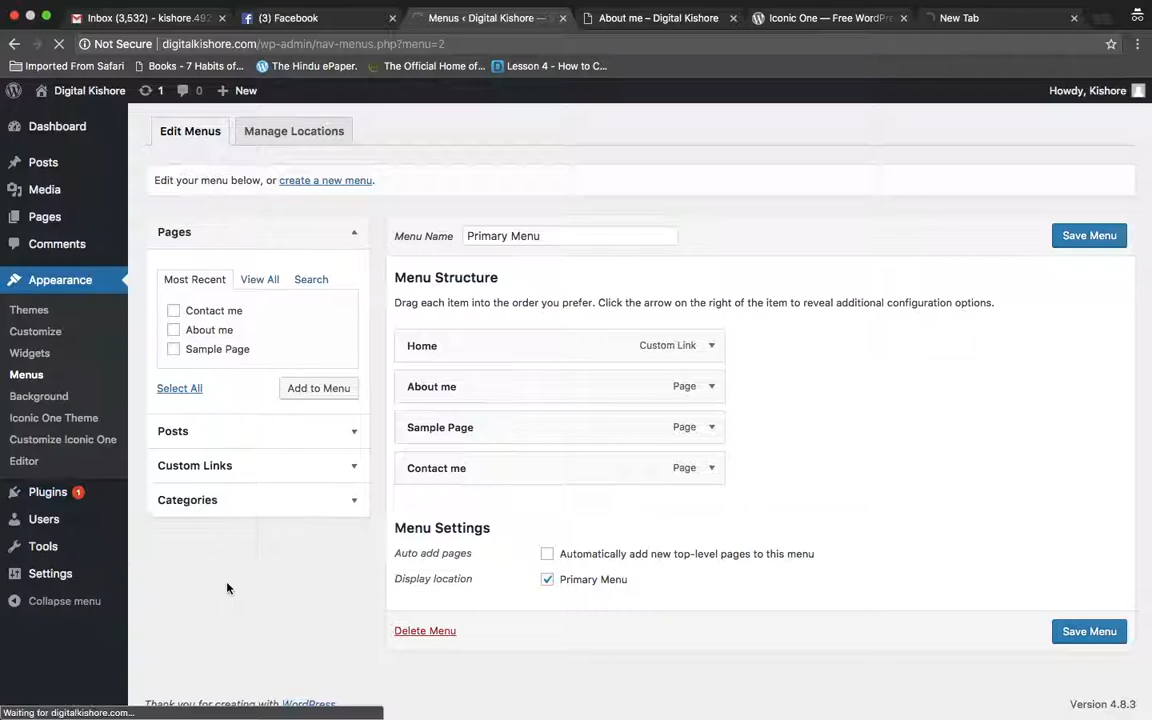 Inbox (3,532) - kishore.492
(3) Facebook
Menus ‹ Digital Kishore —
About me – Digital Kishore
Iconic One — Free WordPre
New Tab
Not Secure
digitalkishore.com/wp-admin/nav-menus.php?menu=2
Imported From Safari
Books - 7 Habits of...
The Hindu ePaper.
The Official Home of...
Lesson 4 - How to C...
Digital Kishore
1
0
New
Howdy, Kishore
Dashboard
Posts
Media
Pages
Comments
Appearance
Themes
Customize
Widgets
Menus
Background
Iconic One Theme
Customize Iconic One
Editor
Plugins 1
Users
Tools
Settings
Collapse menu
Edit Menus
Manage Locations
Edit your menu below, or create a new menu.
Pages
Most Recent
View All
Search
Contact me
About me
Sample Page
Select All
Add to Menu
Posts
Custom Links
Categories
Menu Name
Primary Menu
Save Menu
Menu Structure
Drag each item into the order you prefer. Click the arrow on the right of the item to reveal additional configuration options.
Home
Custom Link
About me
Page
Sample Page
Page
Contact me
Page
Menu Settings
Auto add pages
Automatically add new top-level pages to this menu
Display location
Primary Menu
Delete Menu
Save Menu
Thank you for creating with WordPress
Version 4.8.3
Waiting for digitalkishore.com...